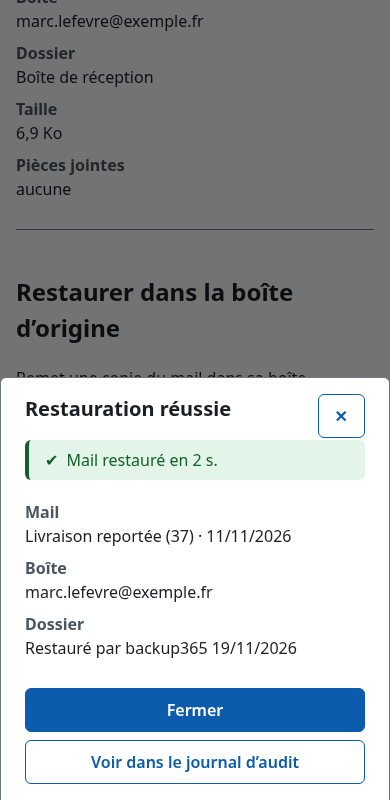 marc.lefevre@exemple.fr
Dossier
Boîte de réception
Taille
6,9 Ko
Pièces jointes
aucune
Restaurer dans la boîte
d’origine
Restauration réussie
×
✔ Mail restauré en 2 s.
Mail
Livraison reportée (37) · 11/11/2026
Boîte
marc.lefevre@exemple.fr
Dossier
Restauré par backup365 19/11/2026
Fermer
Voir dans le journal d’audit